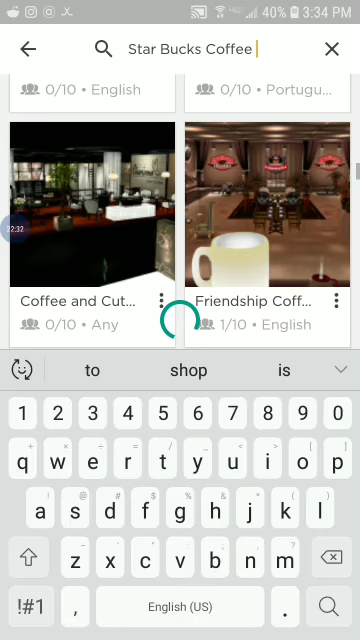 40% 3:34 PM
Star Bucks Coffee
0/10 • English
0/10 • Portugu...
22:32
Coffee and Cut...
Friendship Coff...
0/10 • Any
1/10 • English
to shop is
1 2 3 4 5 6 7 8 9 0
+ × ÷ = / _ < > [ ]
q w e r t y u i o p
! @ # $ % & * ( )
a s d f g h j k l
- ' " : ; ?
z x c v b n m
!#1 , English (US) .